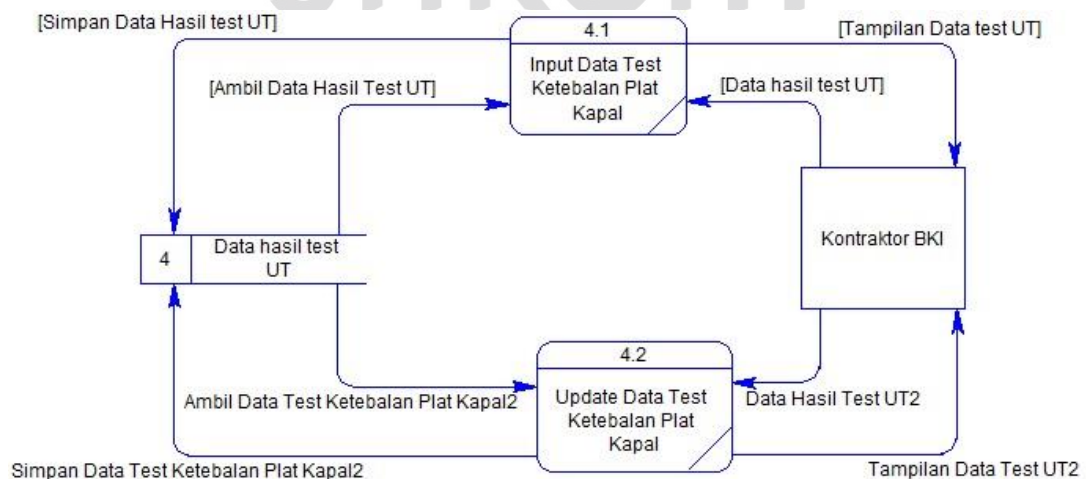 [Simpan Data Hasil test UT]
4.1
[Tampilan Data test UT]
Input Data Test
Ketebalan Plat
Kapal
[Ambil Data Hasil Test UT]
[Data hasil test UT]
4
Data hasil test
UT
Kontraktor BKI
4.2
Update Data Test
Ketebalan Plat
Kapal
Ambil Data Test Ketebalan Plat Kapal2
Data Hasil Test UT2
Simpan Data Test Ketebalan Plat Kapal2
Tampilan Data Test UT2